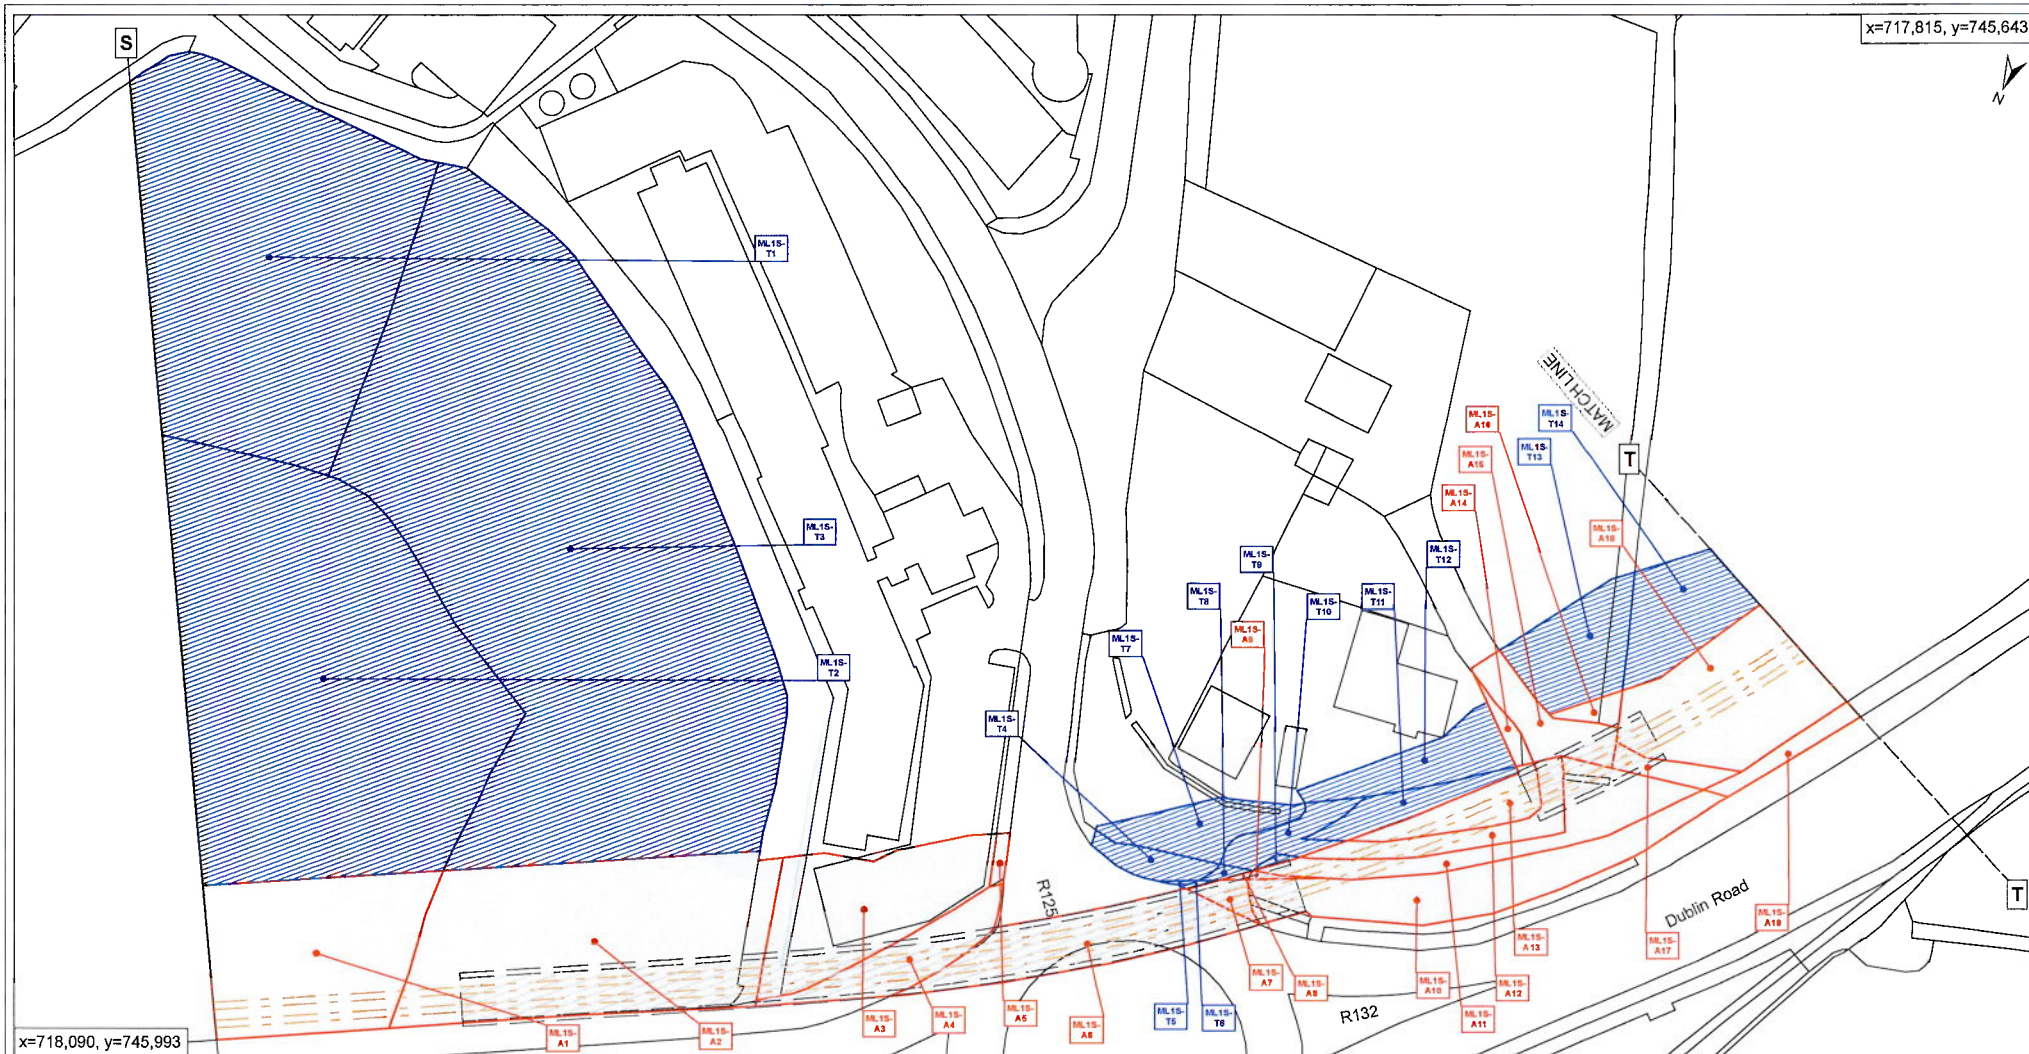 S
x=717,815, y=745,643
N
ML1S-
T1
MATCH LINE
ML1S-
A16
ML1S-
T14
ML1S-
T13
ML1S-
A15
T
ML1S-
A14
ML1S-
T3
ML1S-
A18
ML1S-
T9
ML1S-
T12
ML1S-
T8
ML1S-
T10
ML1S-
T11
ML1S-
T7
ML1S-
A9
ML1S-
T2
ML1S-
T4
R125
Dublin Road
T
ML1S-
A19
ML1S-
A13
ML1S-
A17
ML1S-
A7
ML1S-
A8
ML1S-
A10
ML1S-
A12
ML1S-
T5
ML1S-
T6
R132
ML1S-
A11
ML1S-
A3
ML1S-
A4
ML1S-
A5
ML1S-
A6
ML1S-
A1
ML1S-
A2
x=718,090, y=745,993